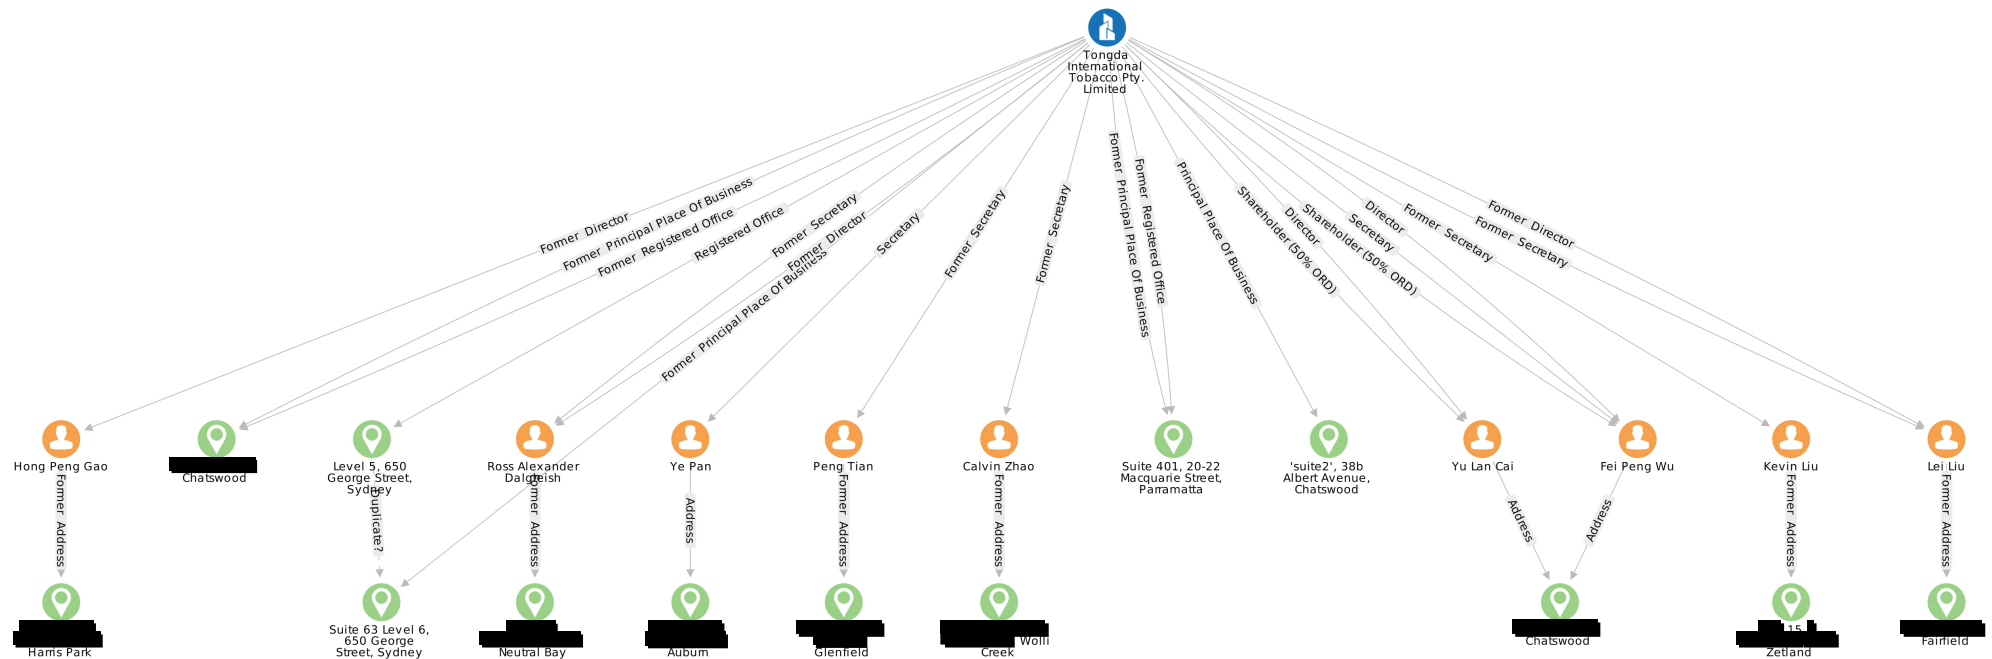 Tongda
International
Tobacco Pty.
Limited
Former Director
Former Principal Place Of Business
Former Registered Office
Registered Office
Former Secretary
Former Director
Former Principal Place Of Business
Secretary
Former Secretary
Former Secretary
Former Principal Place Of Business
Former Registered Office
Principal Place Of Business
Shareholder (50% ORD)
Director
Shareholder (50% ORD)
Secretary
Director
Former Secretary
Former Secretary
Former Director
Hong Peng Gao
Chatswood
Level 5, 650
George Street,
Sydney
Ross Alexander
Dalgleish
Ye Pan
Peng Tian
Calvin Zhao
Suite 401, 20-22
Macquarie Street,
Parramatta
'suite2', 38b
Albert Avenue,
Chatswood
Yu Lan Cai
Fei Peng Wu
Kevin Liu
Lei Liu
Former Address
Duplicate?
Former Address
Address
Former Address
Former Address
Address
Address
Former Address
Former Address
Harris Park
Suite 63 Level 6,
650 George
Street, Sydney
Neutral Bay
Auburn
Glenfield
Wolli
Creek
Chatswood
15
Zetland
Fairfield